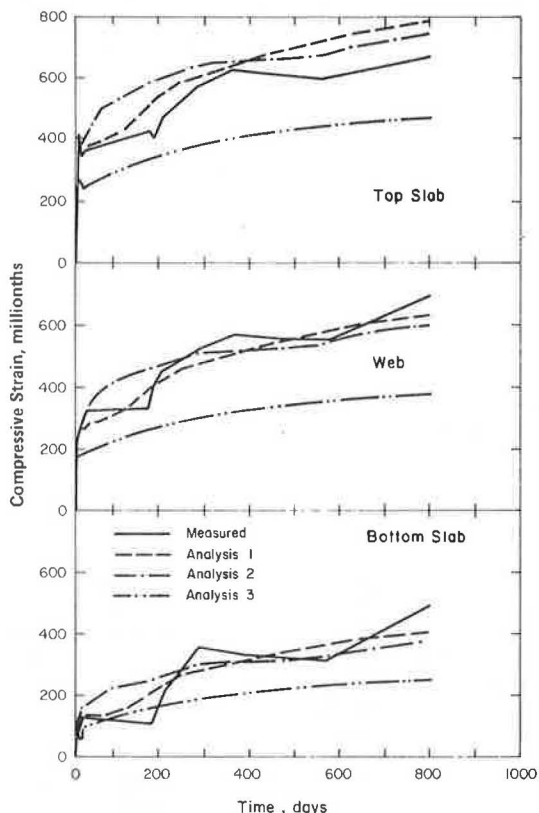 800
600
400
200
0
Top Slab
600
400
200
0
Web
Compressive Strain, millionths
Bottom Slab
Measured
Analysis 1
Analysis 2
Analysis 3
600
400
200
0
0 200 400 600 800 1000
Time, days